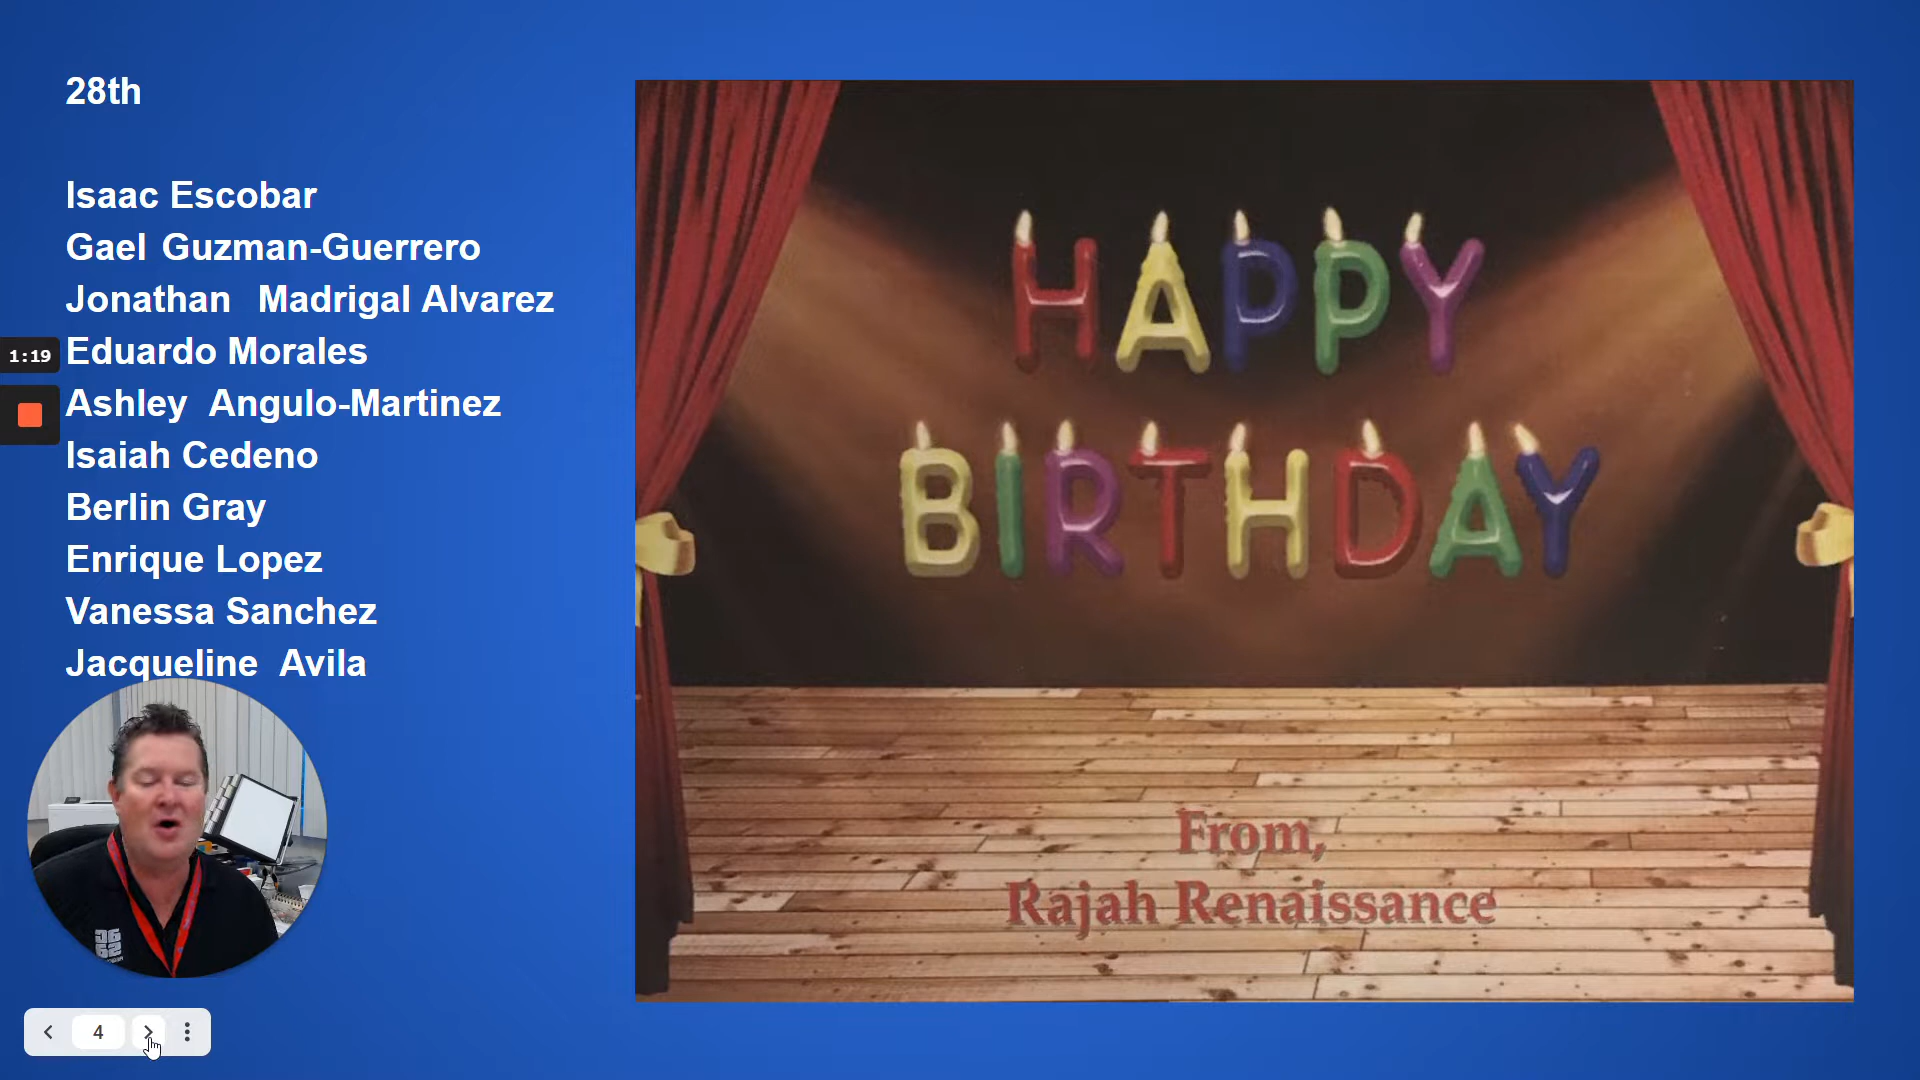 28th
Isaac Escobar
Gael Guzman-Guerrero
Jonathan Madrigal Alvarez
Eduardo Morales
Ashley Angulo-Martinez
Isaiah Cedeno
Berlin Gray
Enrique Lopez
Vanessa Sanchez
Jacqueline Avila
1:19
HAPPY
BIRTHDAY
From,
Rajah Renaissance
4